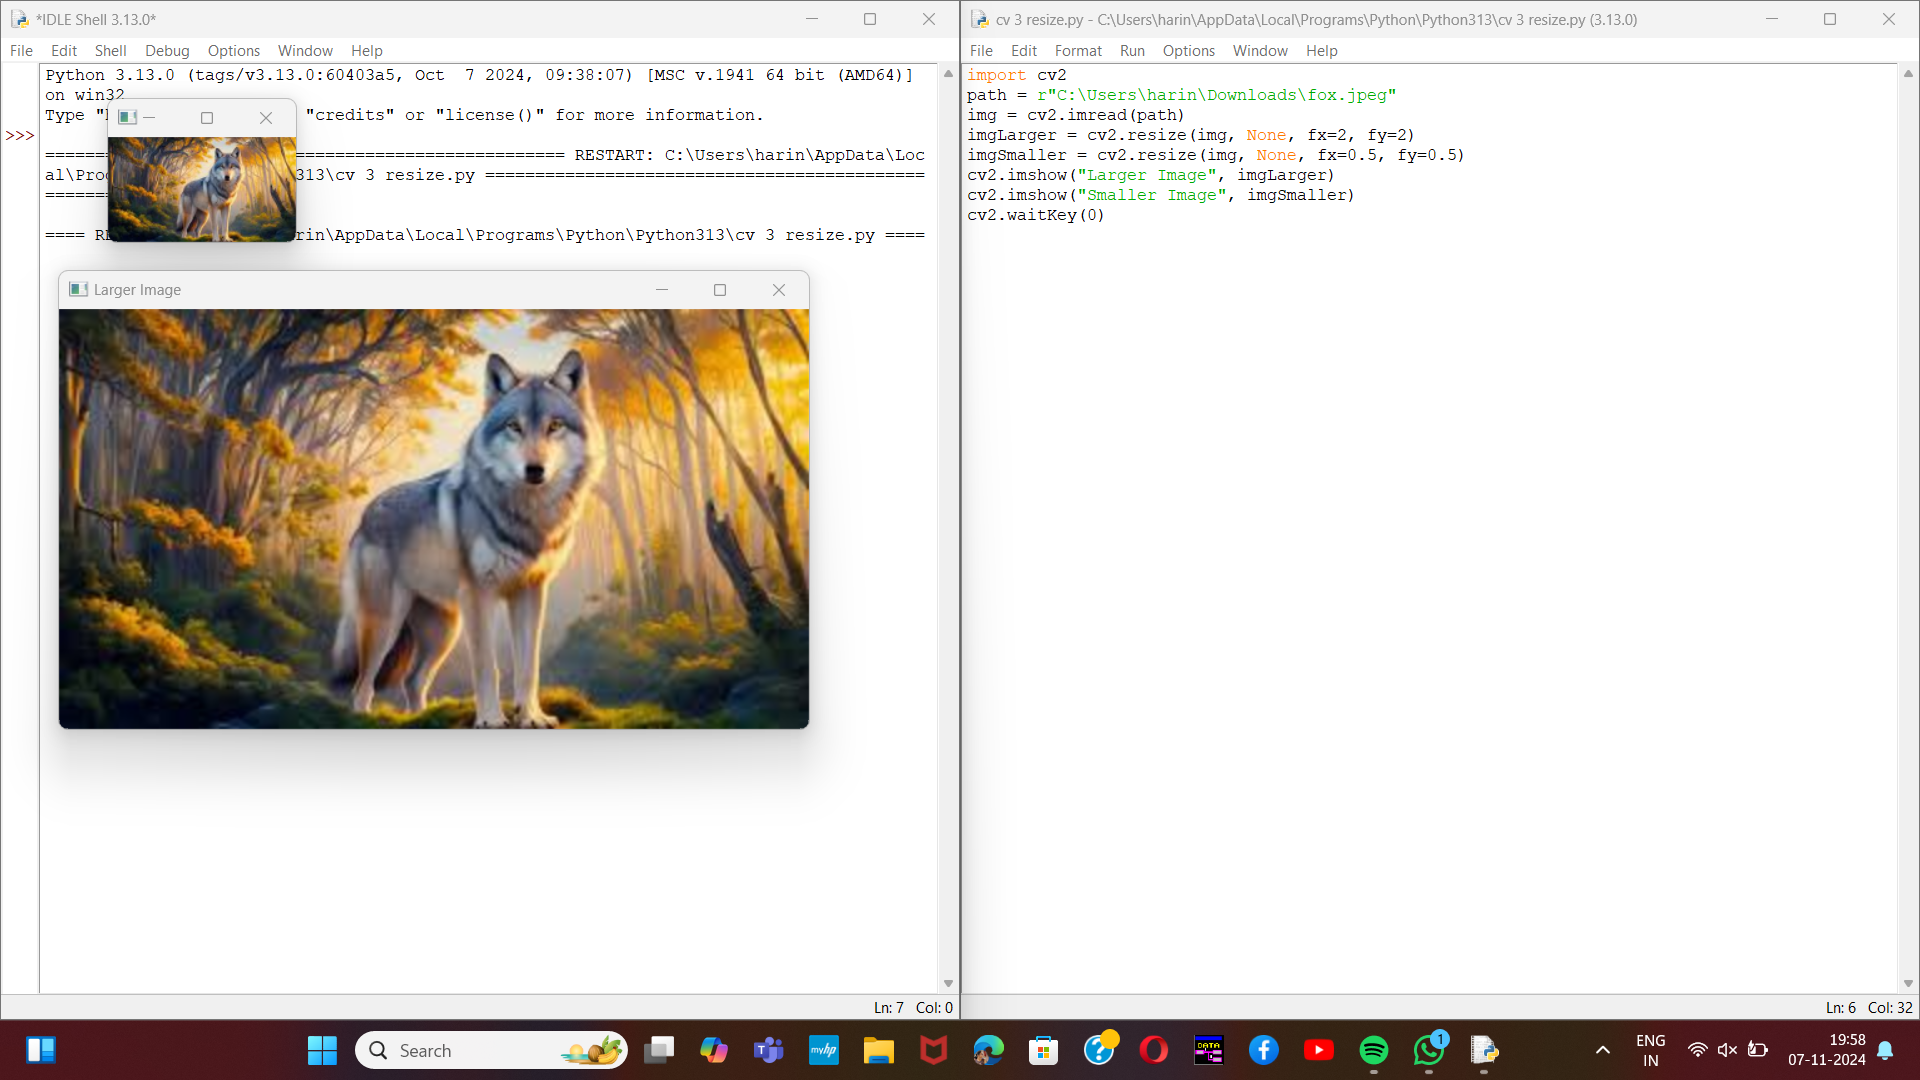 *IDLE Shell 3.13.0*
File Edit Shell Debug Options Window Help
Python 3.13.0 (tags/v3.13.0:60403a5, Oct  7 2024, 09:38:07) [MSC v.1941 64 bit (AMD64)]
on win32
Type "credits" or "license()" for more information.
>>>
============================ RESTART: C:\Users\harin\AppData\Loc
al\Pro 313\cv 3 resize.py ============================================
==== rin\AppData\Local\Programs\Python\Python313\cv 3 resize.py ====
Larger Image
Ln: 7 Col: 0
cv 3 resize.py - C:\Users\harin\AppData\Local\Programs\Python\Python313\cv 3 resize.py (3.13.0)
File Edit Format Run Options Window Help
import cv2
path = r"C:\Users\harin\Downloads\fox.jpeg"
img = cv2.imread(path)
imgLarger = cv2.resize(img, None, fx=2, fy=2)
imgSmaller = cv2.resize(img, None, fx=0.5, fy=0.5)
cv2.imshow("Larger Image", imgLarger)
cv2.imshow("Smaller Image", imgSmaller)
cv2.waitKey(0)
Ln: 6 Col: 32
Search
myhp
DATA
1
ENG
IN
19:58
07-11-2024